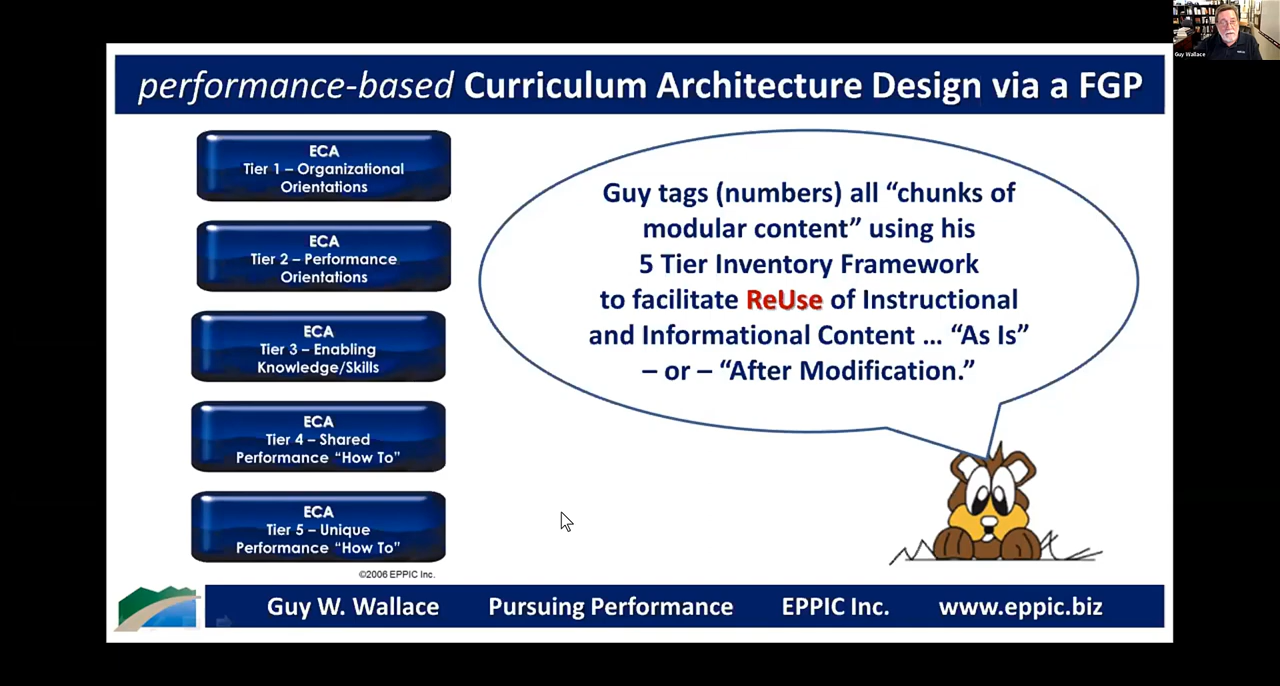 performance-based Curriculum Architecture Design via a FGP
ECA
Tier 1 – Organizational
Orientations
ECA
Tier 2 – Performance
Orientations
ECA
Tier 3 – Enabling
Knowledge/Skills
ECA
Tier 4 – Shared
Performance “How To”
ECA
Tier 5 – Unique
Performance “How To”
©2006 EPPIC Inc.
Guy tags (numbers) all “chunks of
modular content” using his
5 Tier Inventory Framework
to facilitate ReUse of Instructional
and Informational Content … “As Is”
– or – “After Modification.”
Guy W. Wallace Pursuing Performance EPPIC Inc. www.eppic.biz
Guy Wallace